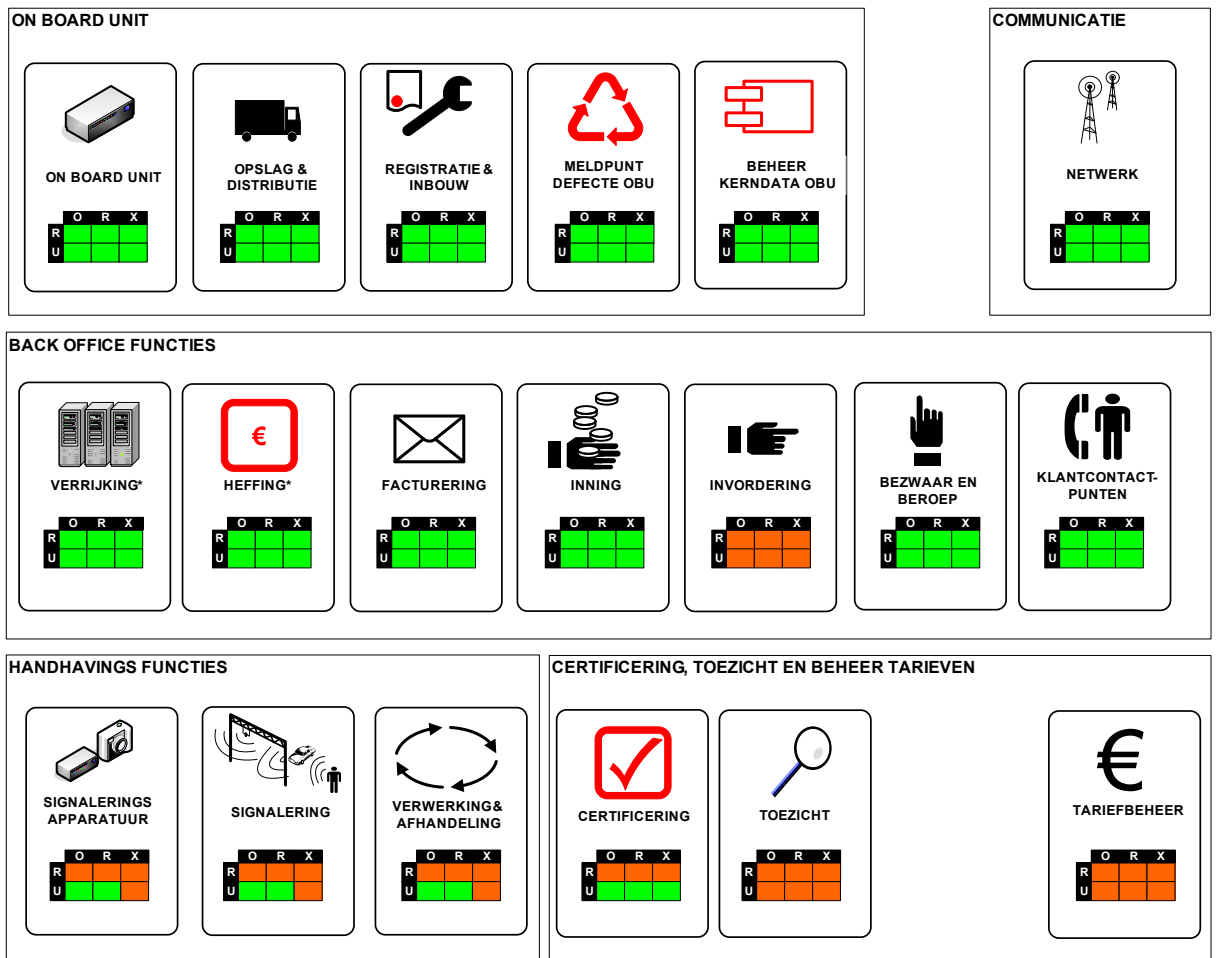 ON BOARD UNIT
COMMUNICATIE
ON BOARD UNIT
O R X
R
U
OPSLAG &
DISTRIBUTIE
O R X
R
U
REGISTRATIE &
INBOUW
O R X
R
U
MELDPUNT
DEFECTE OBU
O R X
R
U
BEHEER
KERNDATA OBU
O R X
R
U
NETWERK
O R X
R
U
BACK OFFICE FUNCTIES
VERRIJKING*
O R X
R
U
€
HEFFING*
O R X
R
U
FACTURERING
O R X
R
U
INNING
O R X
R
U
INVORDERING
O R X
R
U
BEZWAAR EN
BEROEP
O R X
R
U
KLANTCONTACT-
PUNTEN
O R X
R
U
HANDHAVINGS FUNCTIES
SIGNALERINGS
APPARATUUR
O R X
R
U
SIGNALERING
O R X
R
U
VERWERKING &
AFHANDELING
O R X
R
U
CERTIFICERING, TOEZICHT EN BEHEER TARIEVEN
CERTIFICERING
O R X
R
U
TOEZICHT
O R X
R
U
€
TARIEFBEHEER
O R X
R
U